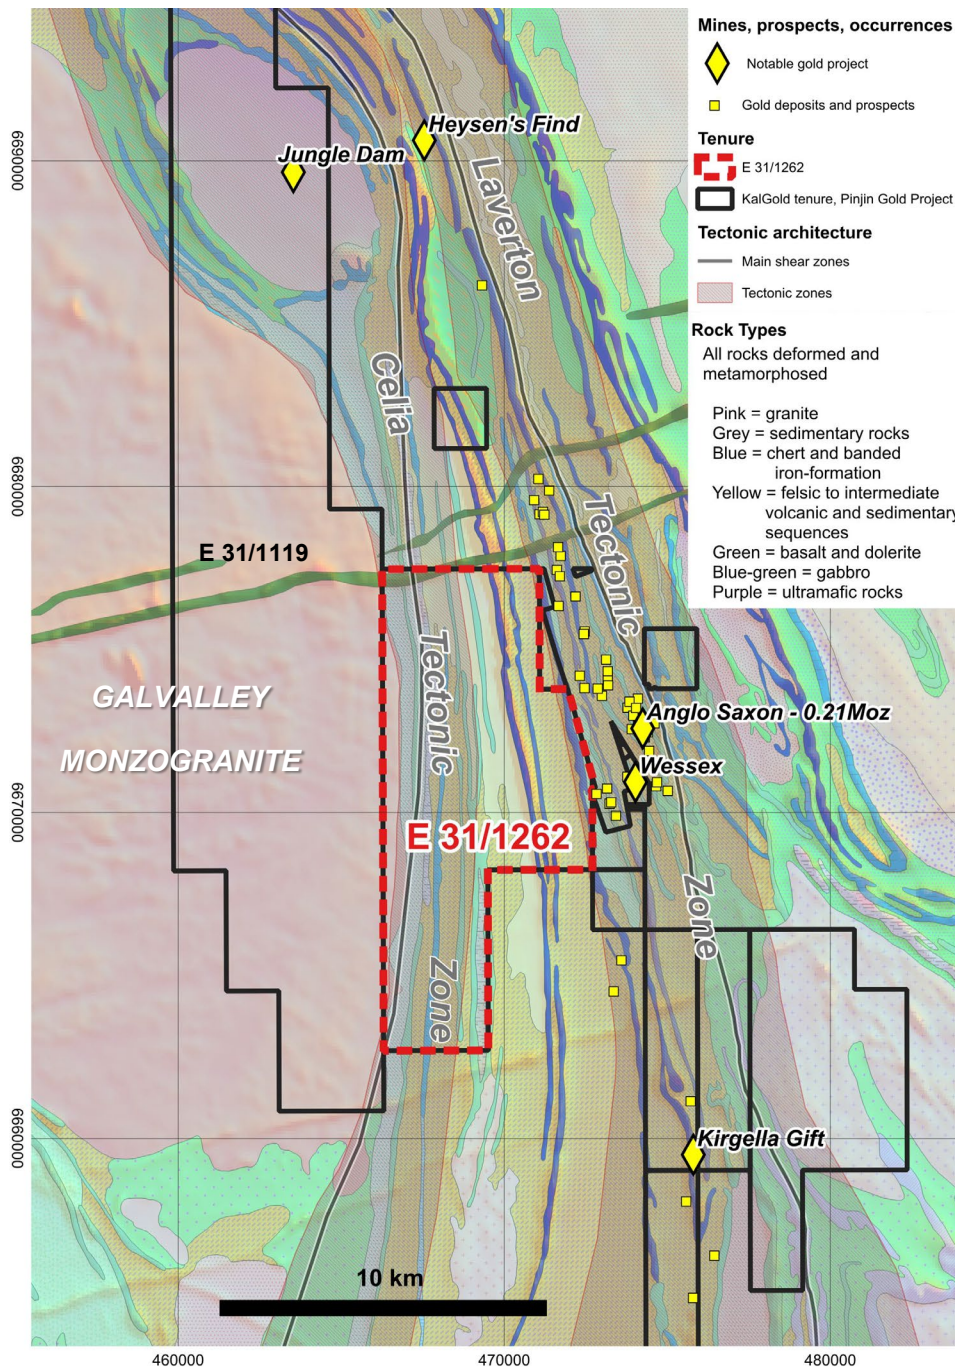 Mines, prospects, occurrences
Notable gold project
Gold deposits and prospects
Tenure
E 31/1262
KalGold tenure, Pinjin Gold Project
Tectonic architecture
Main shear zones
Tectonic zones
Rock Types
All rocks deformed and
metamorphosed
Pink = granite
Grey = sedimentary rocks
Blue = chert and banded
iron-formation
Yellow = felsic to intermediate
volcanic and sedimentary
sequences
Green = basalt and dolerite
Blue-green = gabbro
Purple = ultramafic rocks
Heysen's Find
Jungle Dam
Laverton
Tectonic
Zone
Celia
Tectonic
Zone
E 31/1119
GALVALLEY
MONZOGRANITE
Anglo Saxon - 0.21Moz
Wessex
E 31/1262
Kirgella Gift
10 km
6690000
6680000
6670000
6660000
460000
470000
480000